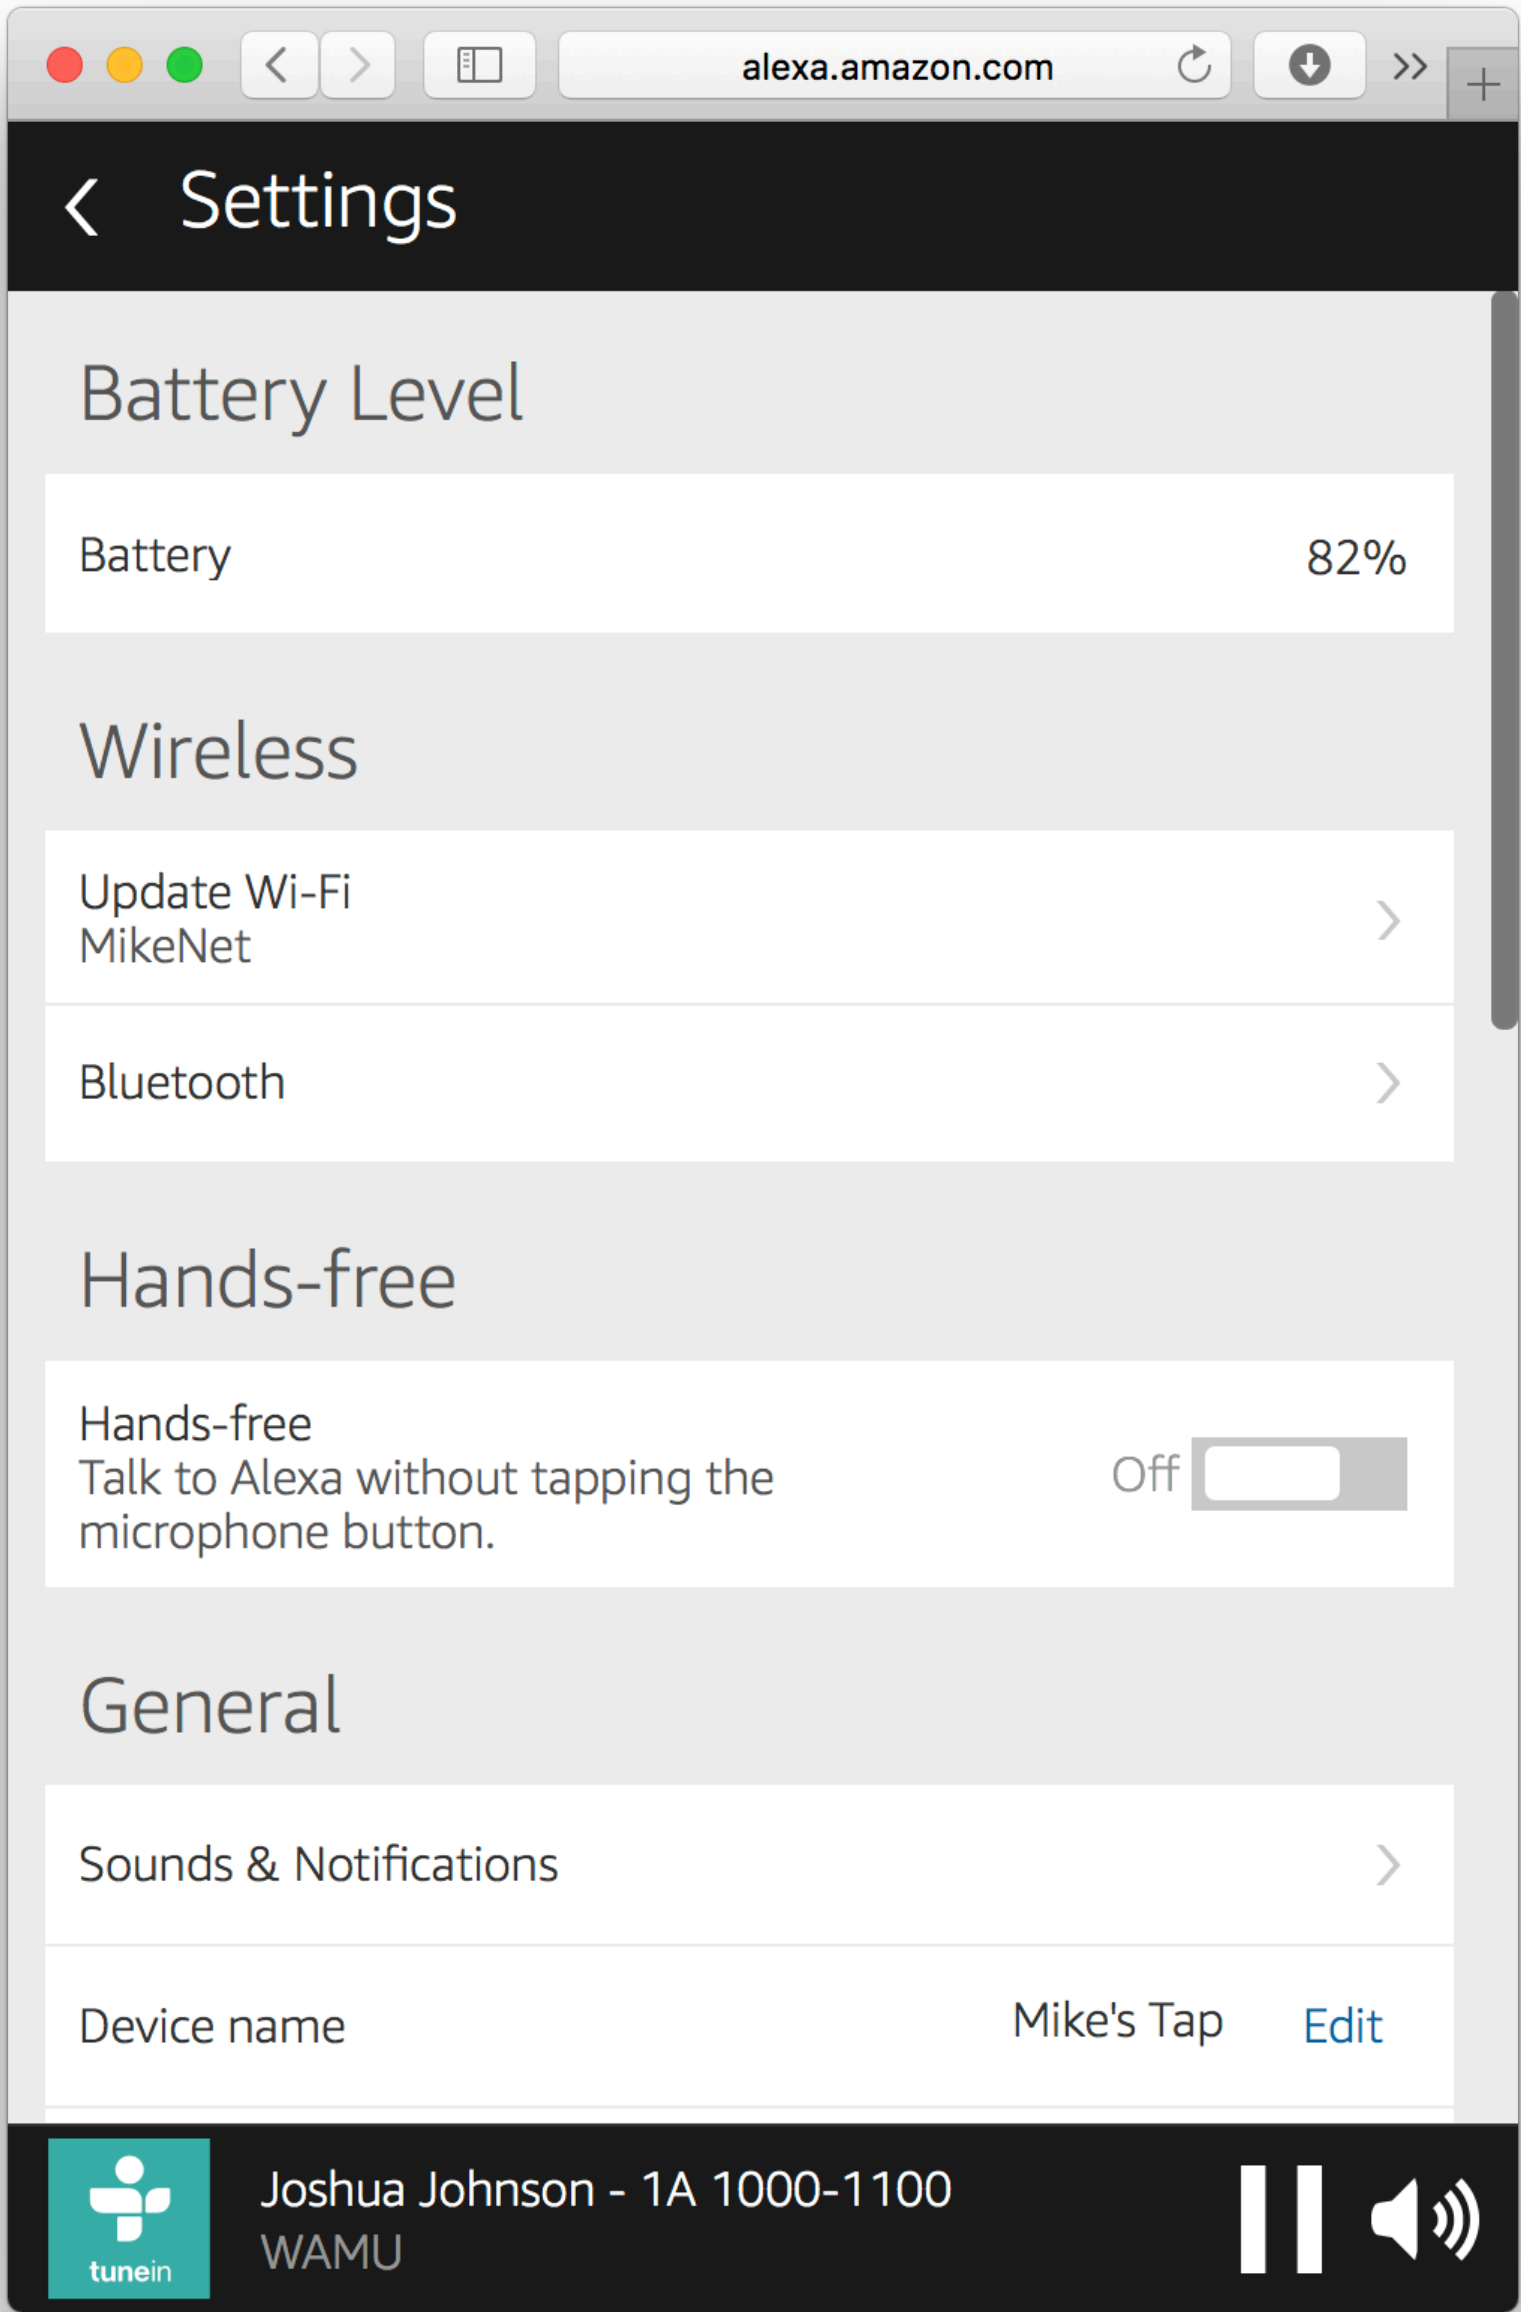 alexa.amazon.com
Settings
Battery Level
Battery 82%
Wireless
Update Wi-Fi
MikeNet
Bluetooth
Hands-free
Hands-free
Talk to Alexa without tapping the
microphone button.
Off
General
Sounds & Notifications
Device name Mike's Tap Edit
Joshua Johnson - 1A 1000-1100
WAMU
tunein